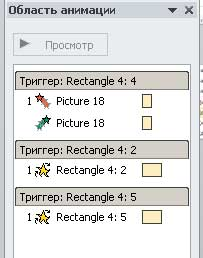 Область анимации
Просмотр
Триггер: Rectangle 4: 4
1 Picture 18
Picture 18
Триггер: Rectangle 4: 2
1 Rectangle 4: 2
Триггер: Rectangle 4: 5
1 Rectangle 4: 5